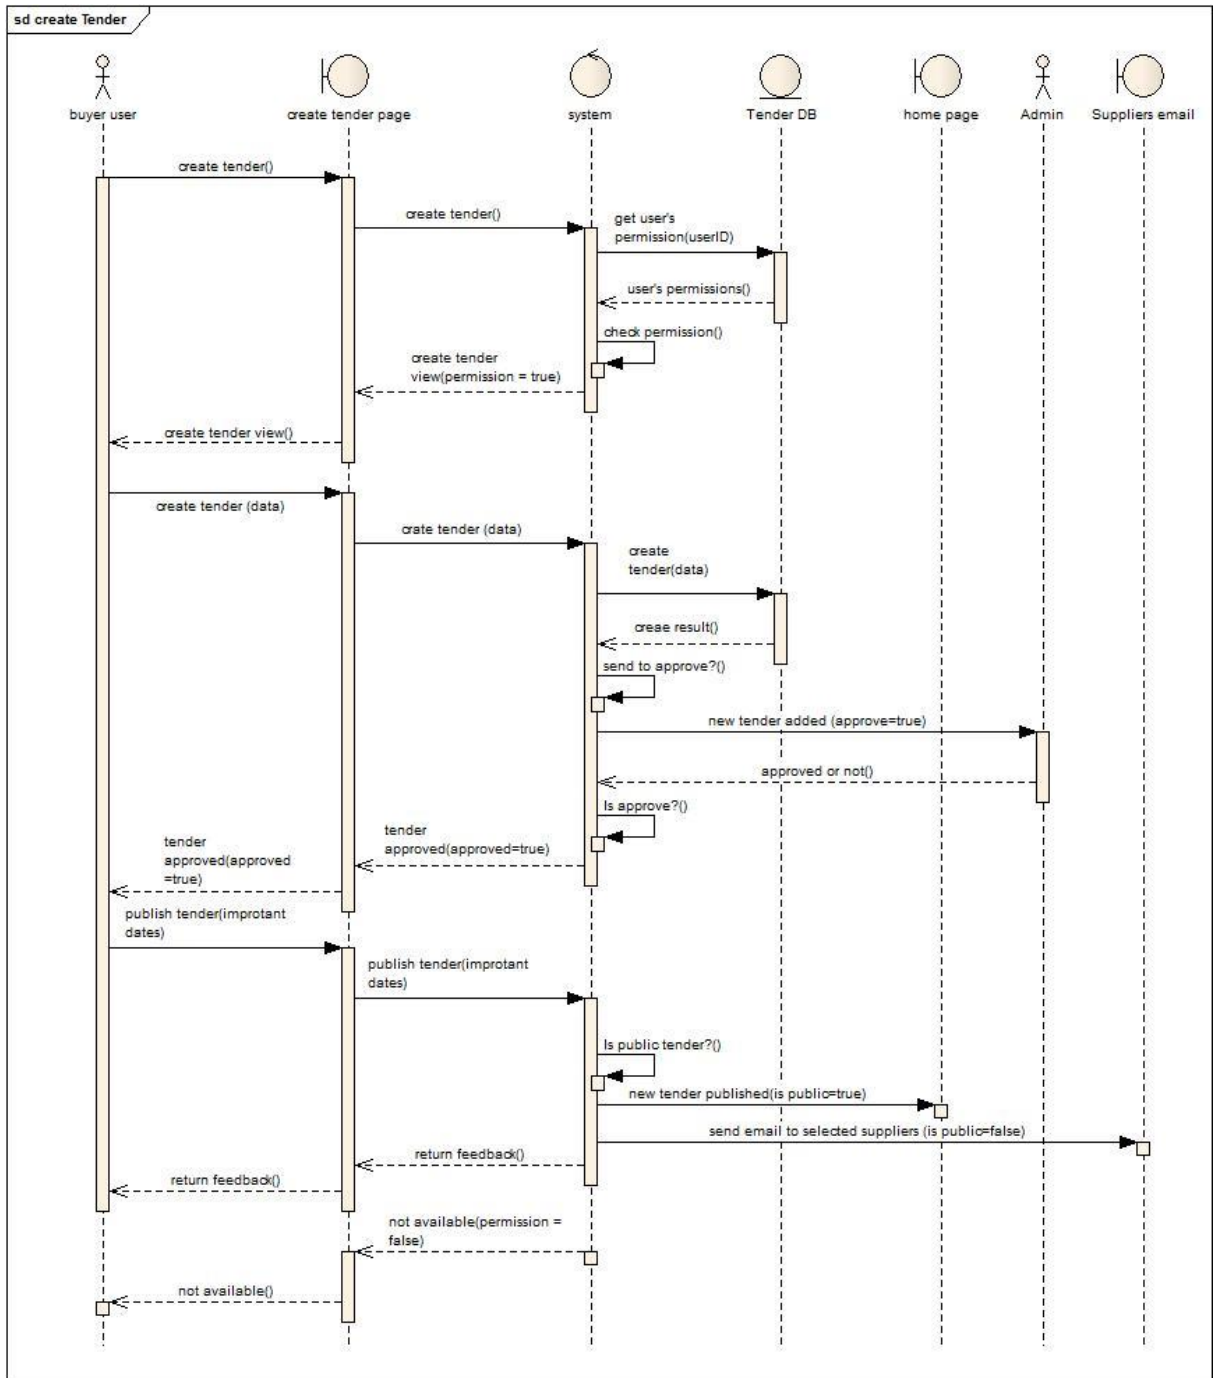 sd create Tender
buyer user
create tender page
system
Tender DB
home page
Admin
Suppliers email
create tender()
create tender()
get user's
permission(userID)
user's permissions()
check permission()
create tender
view(permission = true)
create tender view()
create tender (data)
crate tender (data)
create
tender(data)
creae result()
send to approve?()
new tender added (approve=true)
approved or not()
Is approve?()
tender
approved(approved=true)
tender
approved(approved
=true)
publish tender(improtant
dates)
publish tender(improtant
dates)
Is public tender?()
new tender published(is public=true)
send email to selected suppliers (is public=false)
return feedback()
return feedback()
not available(permission =
false)
not available()